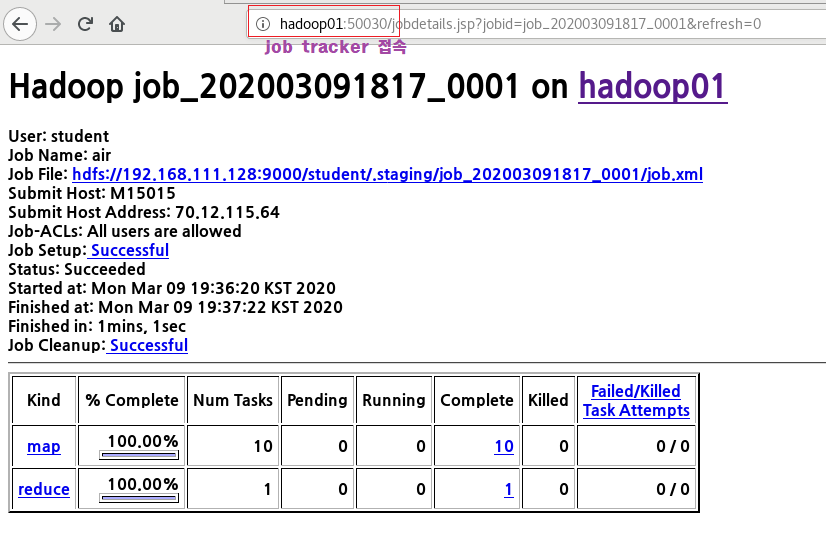 hadoop01:50030/jobdetails.jsp?jobid=job_202003091817_0001&refresh=0
job tracker 접속
Hadoop job_202003091817_0001 on hadoop01
User: student
Job Name: air
Job File: hdfs://192.168.111.128:9000/student/.staging/job_202003091817_0001/job.xml
Submit Host: M15015
Submit Host Address: 70.12.115.64
Job-ACLs: All users are allowed
Job Setup: Successful
Status: Succeeded
Started at: Mon Mar 09 19:36:20 KST 2020
Finished at: Mon Mar 09 19:37:22 KST 2020
Finished in: 1mins, 1sec
Job Cleanup: Successful
Kind % Complete Num Tasks Pending Running Complete Killed Failed/Killed Task Attempts
map 100.00% 10 0 0 10 0 0 / 0
reduce 100.00% 1 0 0 1 0 0 / 0